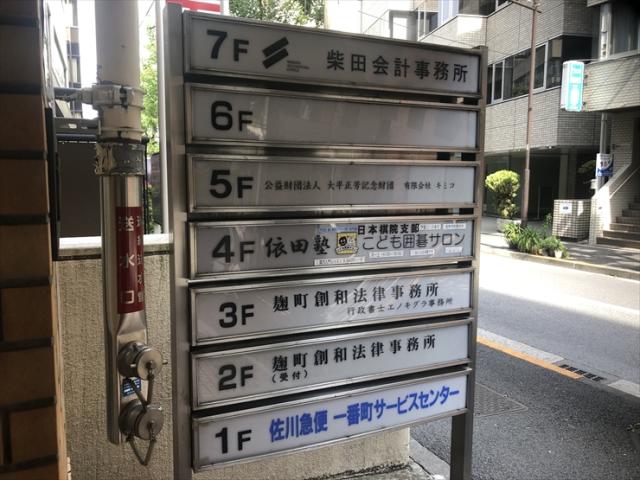 7F 柴田会計事務所
6F
5F 公益財団法人 大平正芳記念財団 有限会社 キミコ
4F 依田塾 日本棋院支部
こども囲碁サロン
3F 麹町創和法律事務所
行政書士エノキグラ事務所
2F 麹町創和法律事務所
(受付)
1F 佐川急便 一番町サービスセンター
送水口